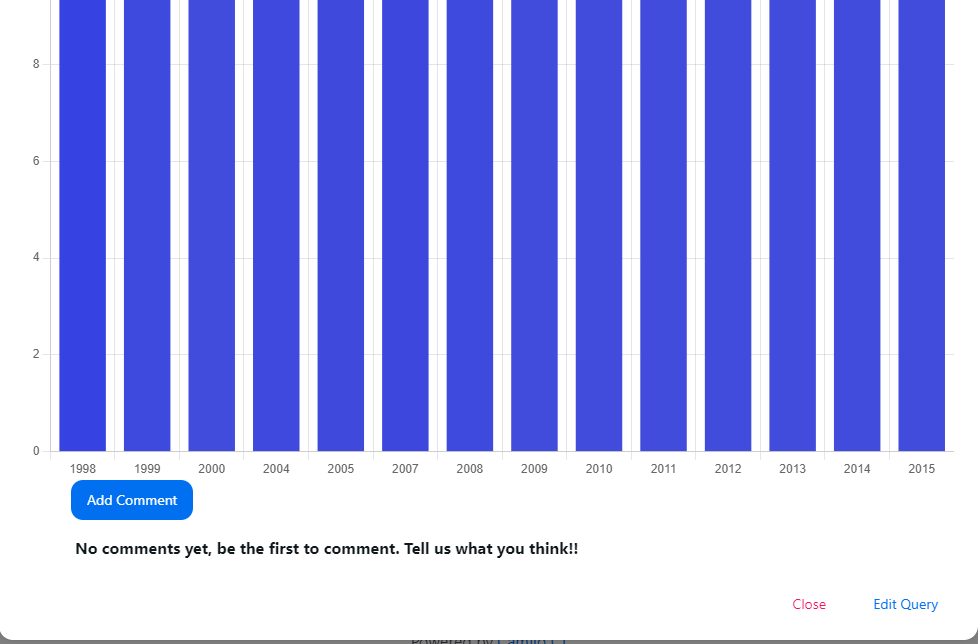 8
6
4
2
0
1998 1999 2000 2004 2005 2007 2008 2009 2010 2011 2012 2013 2014 2015
Add Comment
No comments yet, be the first to comment. Tell us what you think!!
Close Edit Query
Powered by